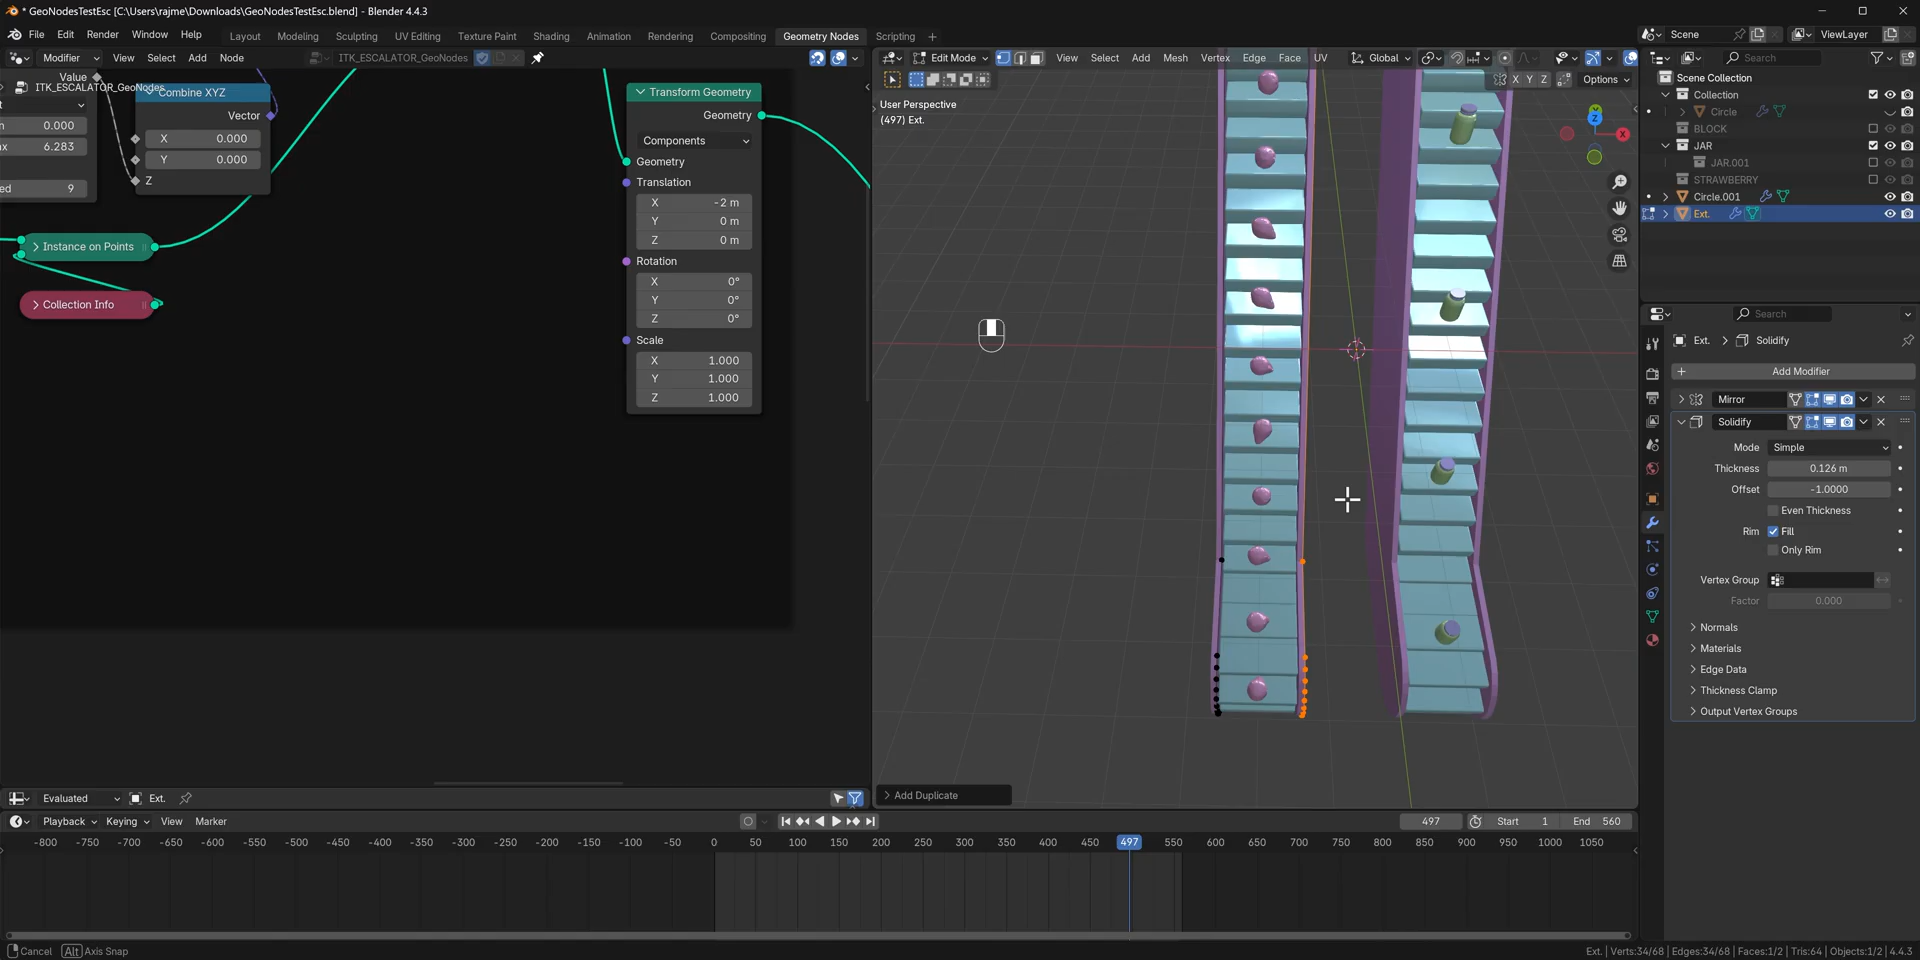 * GeoNodesTestEsc [C:\Users\rajme\Downloads\GeoNodesTestEsc.blend] - Blender 4.4.3
File Edit Render Window Help
Layout Modeling Sculpting UV Editing Texture Paint Shading Animation Rendering Compositing Geometry Nodes Scripting
Scene ViewLayer
Modifier View Select Add Node ITK_ESCALATOR_GeoNodes
Value
ITK_ESCALATOR_GeoNodes
0.000
6.283
9
Combine XYZ
Vector
X 0.000
Y 0.000
Z
Instance on Points
Collection Info
Transform Geometry
Geometry
Components
Geometry
Translation
X -2 m
Y 0 m
Z 0 m
Rotation
X 0°
Y 0°
Z 0°
Scale
X 1.000
Y 1.000
Z 1.000
Edit Mode View Select Add Mesh Vertex Edge Face UV Global
X Y Z Options
User Perspective
(497) Ext.
Z
X
Add Duplicate
Search
Scene Collection
Collection
Circle
BLOCK
JAR
JAR.001
STRAWBERRY
Circle.001
Ext.
Search
Ext. Solidify
Add Modifier
Mirror
Solidify
Mode Simple
Thickness 0.126 m
Offset -1.0000
Even Thickness
Rim Fill
Only Rim
Vertex Group
Factor 0.000
Normals
Materials
Edge Data
Thickness Clamp
Output Vertex Groups
Evaluated Ext.
Playback Keying View Marker 497 Start 1 End 560
-800 -750 -700 -650 -600 -550 -500 -450 -400 -350 -300 -250 -200 -150 -100 -50 0 50 100 150 200 250 300 350 400 450 497 550 600 650 700 750 800 850 900 950 1000 1050
Cancel Alt Axis Snap
Ext. | Verts:34/68 | Edges:34/68 | Faces:1/2 | Tris:64 | Objects:1/2 | 4.4.3